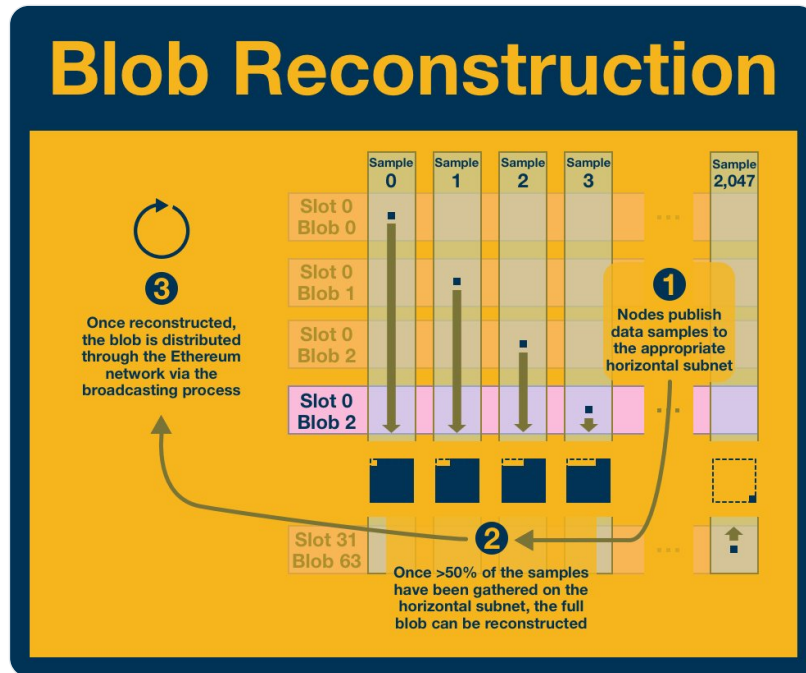 Blob Reconstruction
Sample
0
Sample
1
Sample
2
Sample
3
Sample
2,047
Slot 0
Blob 0
...
Slot 0
Blob 1
Slot 0
Blob 2
Slot 0
Blob 2
...
Slot 31
Blob 63
...
1
Nodes publish
data samples to
the appropriate
horizontal subnet
2
Once >50% of the samples
have been gathered on the
horizontal subnet, the full
blob can be reconstructed
3
Once reconstructed,
the blob is distributed
through the Ethereum
network via the
broadcasting process